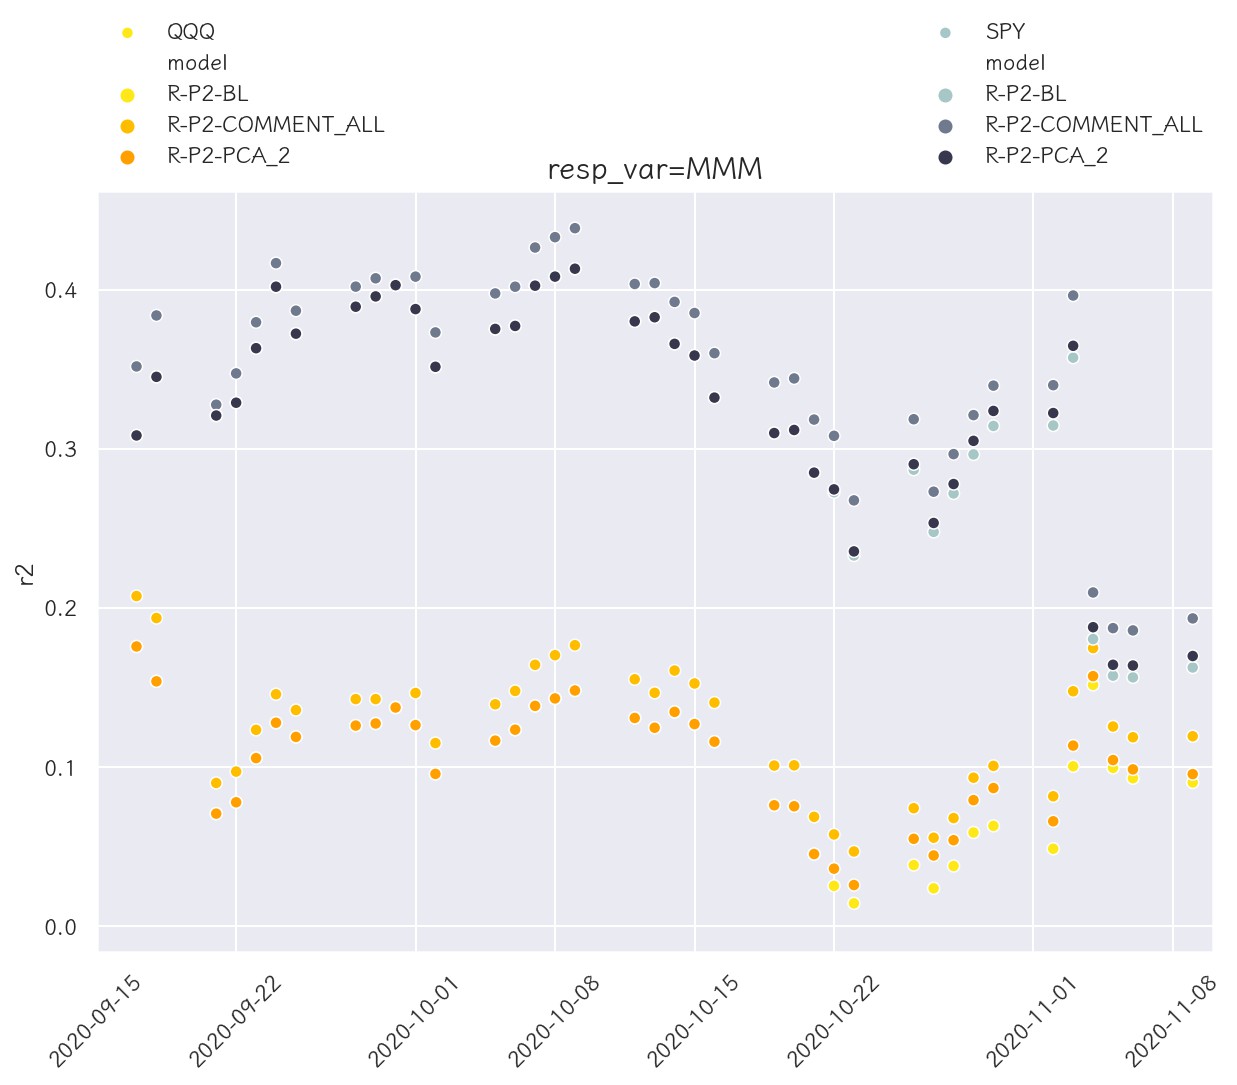 QQQ
model
R-P2-BL
R-P2-COMMENT_ALL
R-P2-PCA_2
SPY
model
R-P2-BL
R-P2-COMMENT_ALL
R-P2-PCA_2
resp_var=MMM
0.4
0.3
0.2
0.1
0.0
r2
2020-09-15
2020-09-22
2020-10-01
2020-10-08
2020-10-15
2020-10-22
2020-11-01
2020-11-08